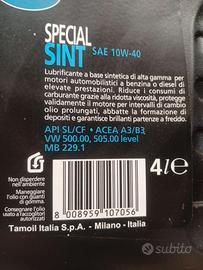 SPECIAL
SINT SAE 10W-40
Lubrificante a base sintetica di alta gamma per
motori automobilistici a benzina o diesel di
elevate prestazioni. Riduce i consumi di
carburante grazie alla ridotta viscosità, protegge
validamente il motore per intervalli di cambio
olio prolungati, previene la formazione di
depositi e garantisce brillanti partenze a freddo.
API SL/CF • ACEA A3/B3
VW 500.00, 505.00 level
MB 229.1
Non disperdere
nell'ambiente.
Maneggiare
l'olio con guanti di
gomma.
Consegnare l'olio
usato a raccoglitori
autorizzati.
4l e
8 008959 107056
Tamoil Italia S.p.A. - Milano - Italia
subito